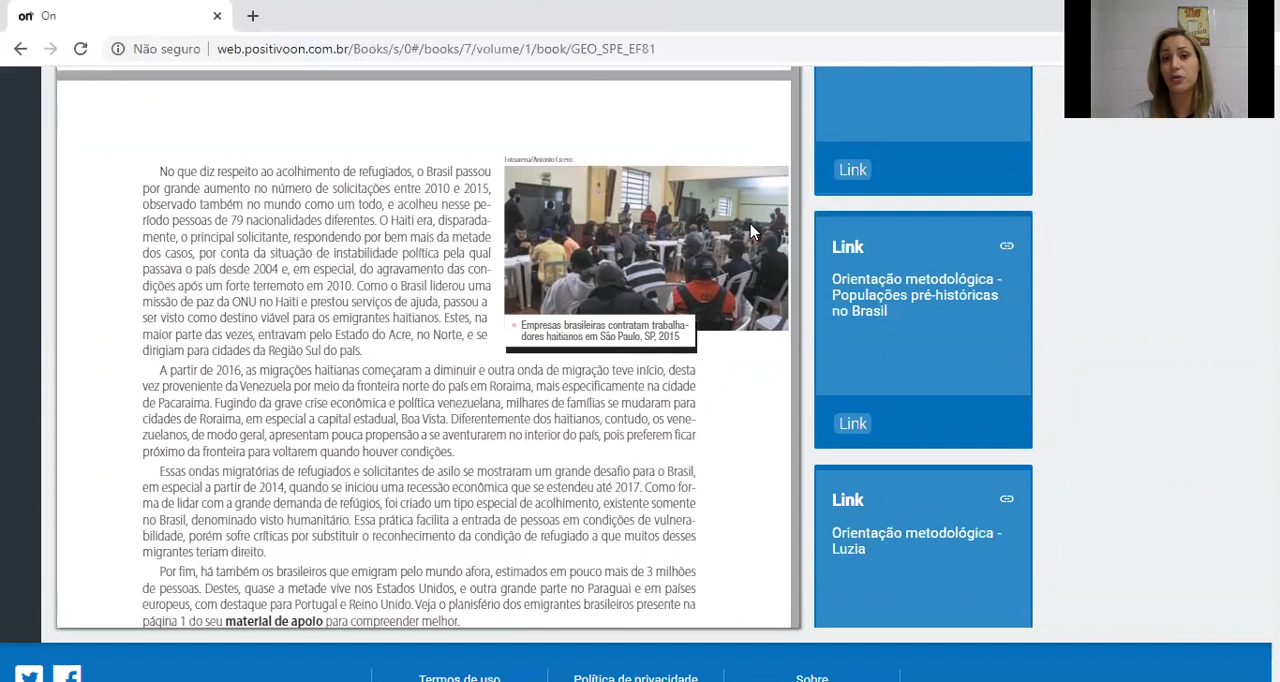 on On
Não seguro | web.positivoon.com.br/Books/s/0#/books/7/volume/1/book/GEO_SPE_EF81
Fotoarena/Antonio Cicero
No que diz respeito ao acolhimento de refugiados, o Brasil passou
por grande aumento no número de solicitações entre 2010 e 2015,
observado também no mundo como um todo, e acolheu nesse pe-
ríodo pessoas de 79 nacionalidades diferentes. O Haiti era, disparada-
mente, o principal solicitante, respondendo por bem mais da metade
dos casos, por conta da situação de instabilidade política pela qual
passava o país desde 2004 e, em especial, do agravamento das con-
dições após um forte terremoto em 2010. Como o Brasil liderou uma
missão de paz da ONU no Haiti e prestou serviços de ajuda, passou a
ser visto como destino viável para os emigrantes haitianos. Estes, na
maior parte das vezes, entravam pelo Estado do Acre, no Norte, e se
dirigiam para cidades da Região Sul do país.
Empresas brasileiras contratam trabalha-
dores haitianos em São Paulo, SP, 2015
A partir de 2016, as migrações haitianas começaram a diminuir e outra onda de migração teve início, desta
vez proveniente da Venezuela por meio da fronteira norte do país em Roraima, mais especificamente na cidade
de Pacaraima. Fugindo da grave crise econômica e política venezuelana, milhares de famílias se mudaram para
cidades de Roraima, em especial a capital estadual, Boa Vista. Diferentemente dos haitianos, contudo, os vene-
zuelanos, de modo geral, apresentam pouca propensão a se aventurarem no interior do país, pois preferem ficar
próximo da fronteira para voltarem quando houver condições.
Essas ondas migratórias de refugiados e solicitantes de asilo se mostraram um grande desafio para o Brasil,
em especial a partir de 2014, quando se iniciou uma recessão econômica que se estendeu até 2017. Como for-
ma de lidar com a grande demanda de refúgios, foi criado um tipo especial de acolhimento, existente somente
no Brasil, denominado visto humanitário. Essa prática facilita a entrada de pessoas em condições de vulnera-
bilidade, porém sofre críticas por substituir o reconhecimento da condição de refugiado a que muitos desses
migrantes teriam direito.
Por fim, há também os brasileiros que emigram pelo mundo afora, estimados em pouco mais de 3 milhões
de pessoas. Destes, quase a metade vive nos Estados Unidos, e outra grande parte no Paraguai e em países
europeus, com destaque para Portugal e Reino Unido. Veja o planisfério dos emigrantes brasileiros presente na
página 1 do seu material de apoio para compreender melhor.
Link
Link
Orientação metodológica -
Populações pré-históricas
no Brasil
Link
Link
Orientação metodológica -
Luzia
Termos de uso
Política de privacidade
Sobre